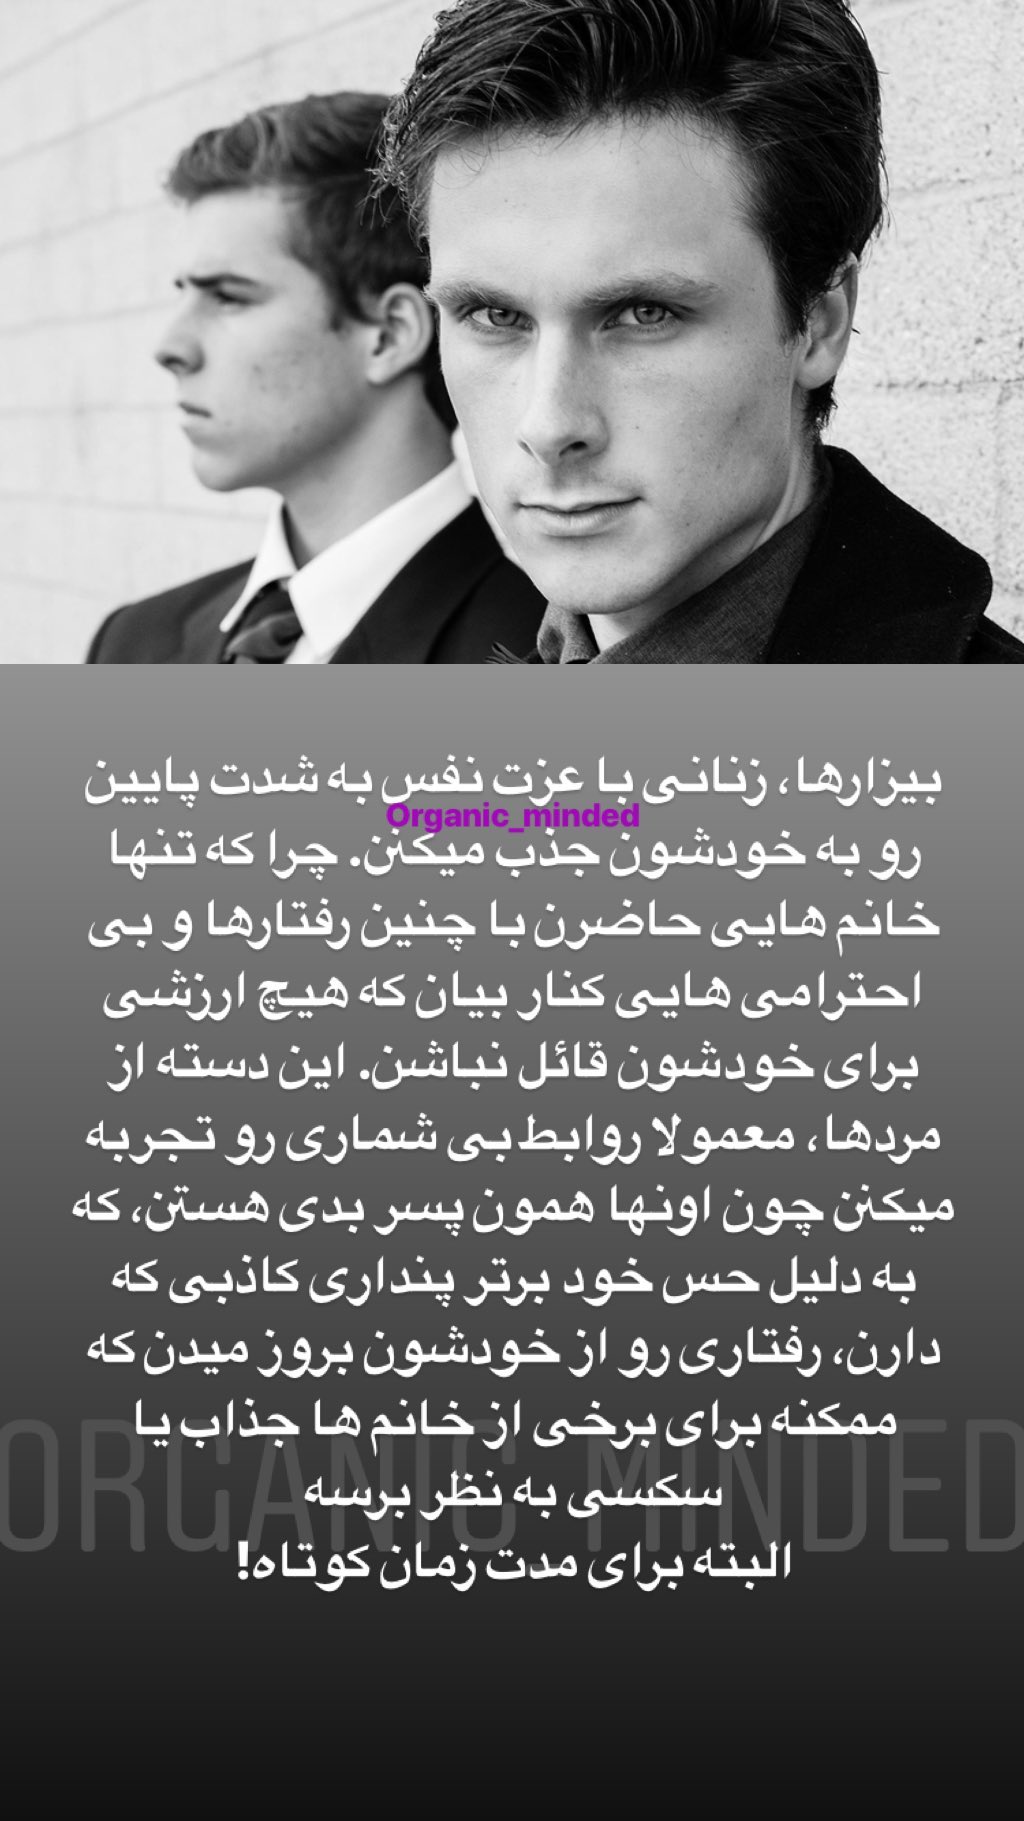 بیزارها، زنانی با عزت نفس به شدت پایین
Organic_minded
رو به خودشون جذب میکنن. چرا که تنها
خانم هایی حاضرن با چنین رفتارها و بی
احترامی هایی کنار بیان که هیچ ارزشی
برای خودشون قائل نباشن. این دسته از
مردها، معمولا روابط بی شماری رو تجربه
میکنن چون اونها همون پسر بدی هستن، که
به دلیل حس خود برتر پنداری کاذبی که
دارن، رفتاری رو از خودشون بروز میدن که
ممکنه برای برخی از خانم ها جذاب یا
ORGANIC_MINDED
سکسی به نظر برسه
البته برای مدت زمان کوتاه!